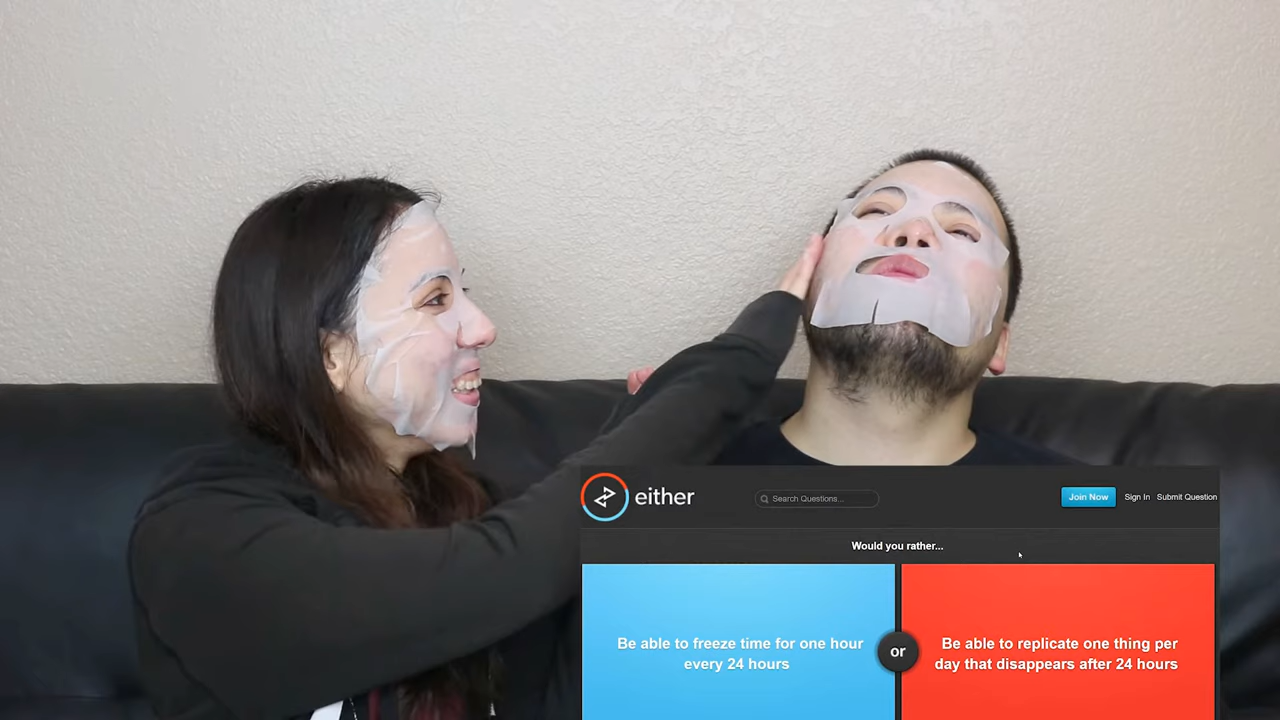 either
Search Questions ...
Join Now
Sign In
Submit Question
Would you rather...
Be able to freeze time for one hour
every 24 hours
or
Be able to replicate one thing per
day that disappears after 24 hours